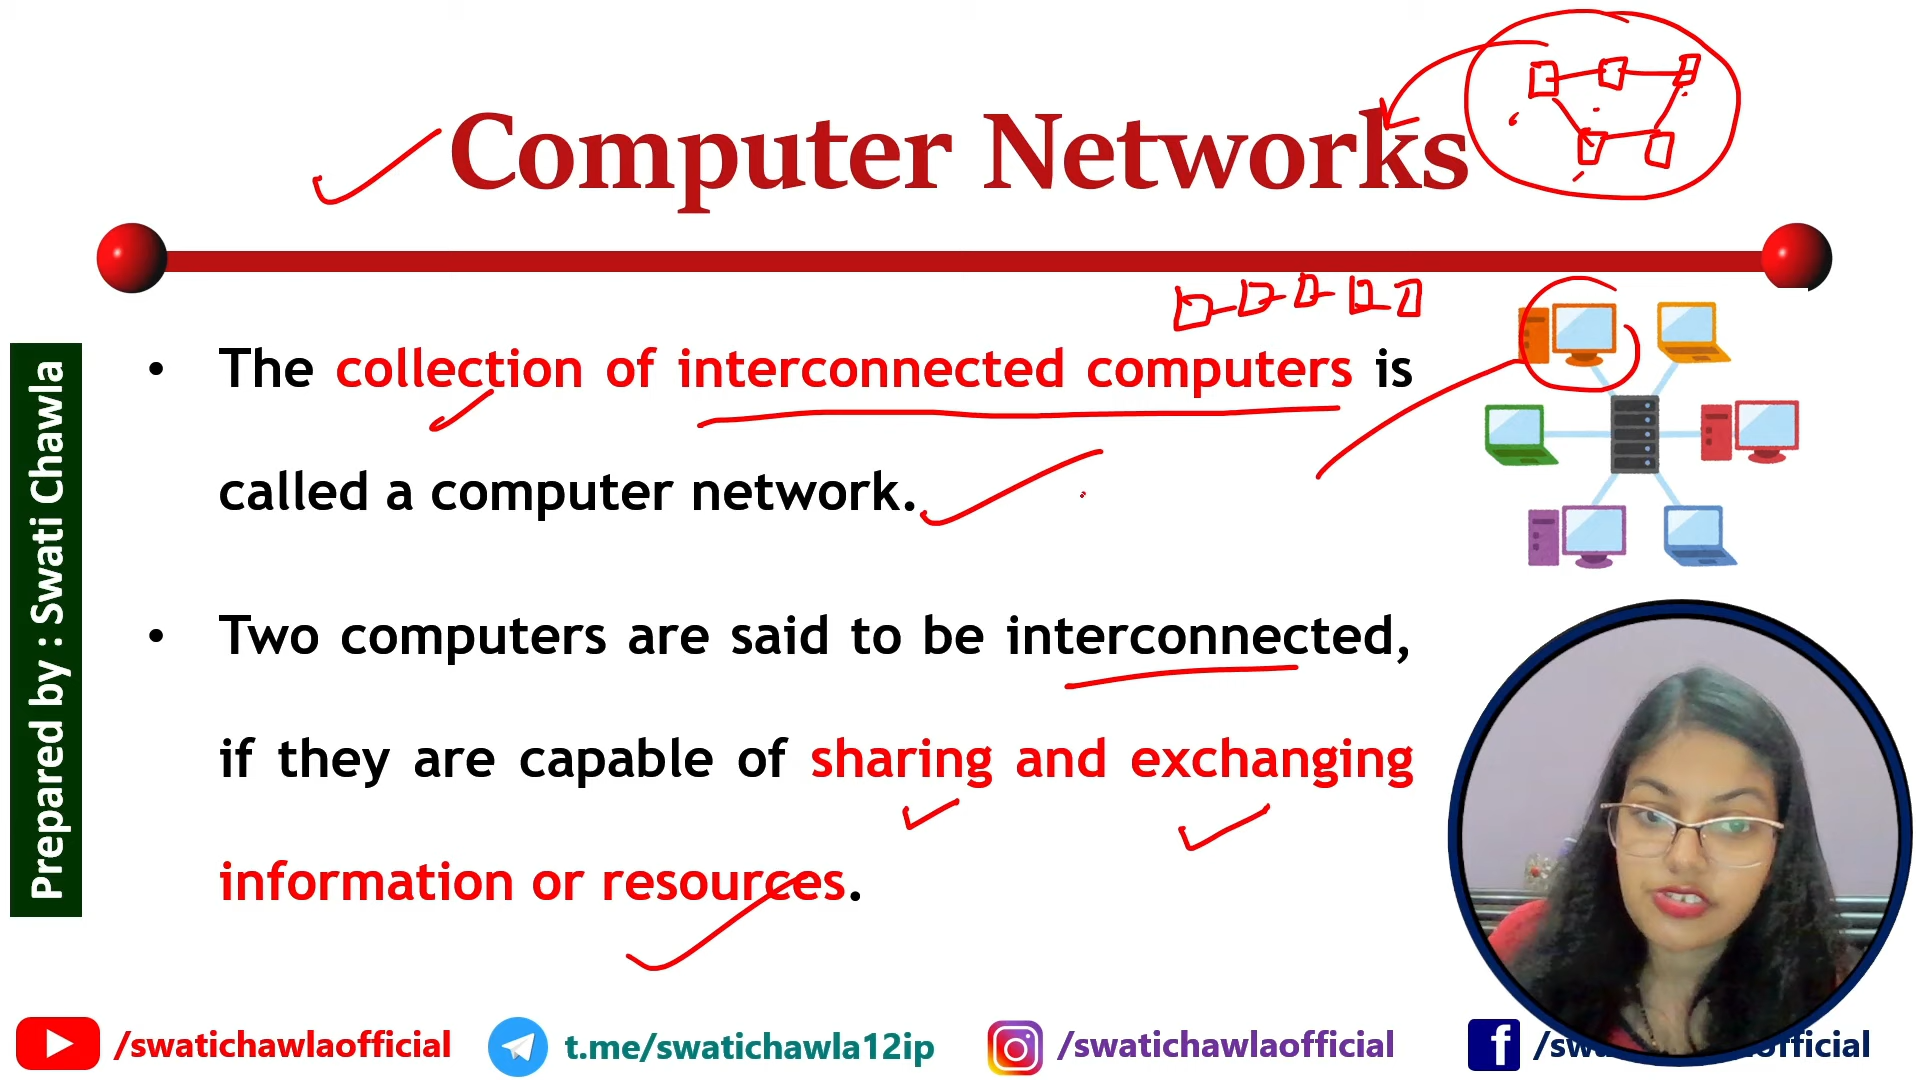 Computer Networks
• The collection of interconnected computers is
called a computer network.
• Two computers are said to be interconnected,
if they are capable of sharing and exchanging
information or resources.
Prepared by : Swati Chawla
/swatichawlaofficial
t.me/swatichawla12ip
/swatichawlaofficial